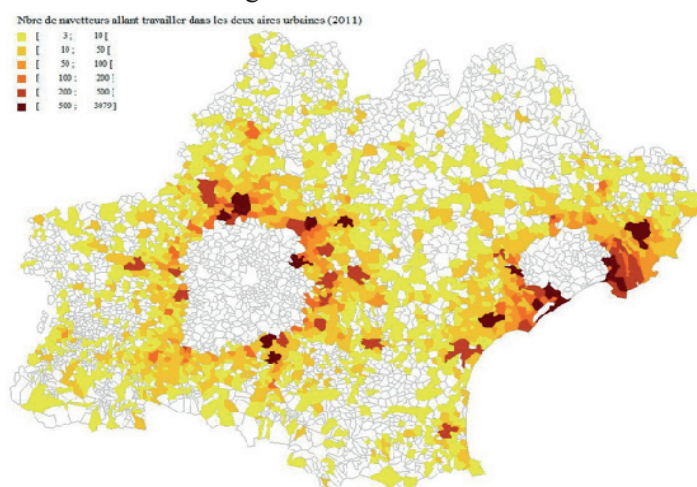 Nbre de navetteurs allant travailler dans les deux aires urbaines (2011)
[ 3 ; 10 [
[ 10 ; 50 [
[ 50 ; 100 [
[ 100 ; 200 [
[ 200 ; 500 [
[ 500 ; 3079 ]